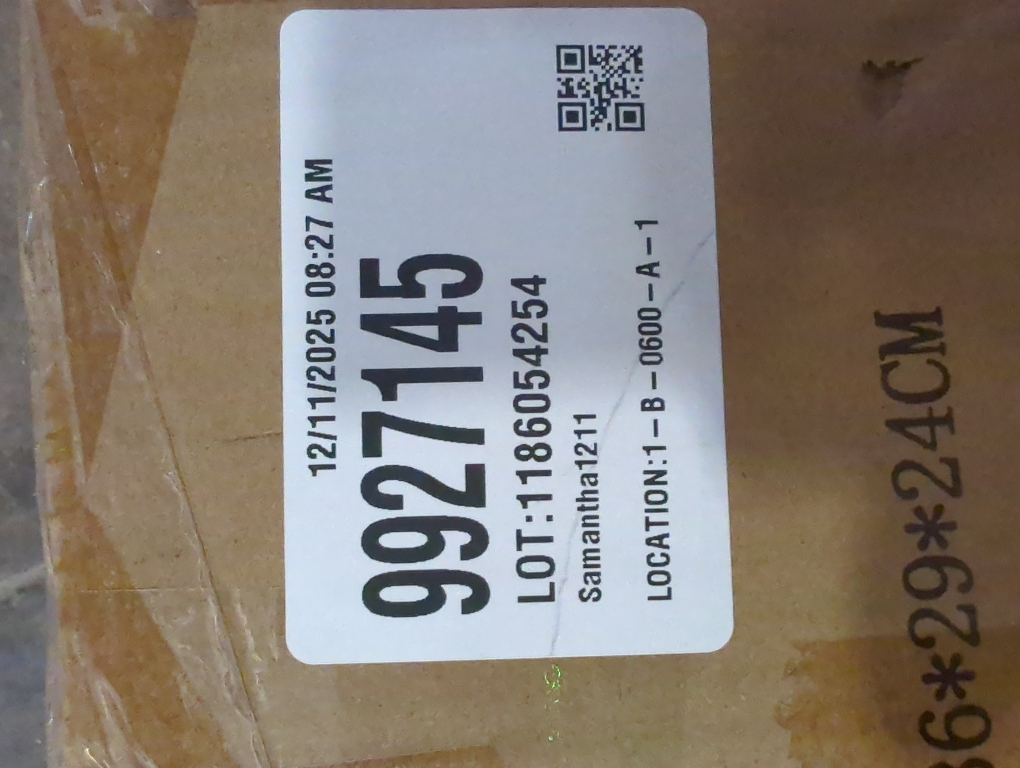 12/11/2025 08:27 AM
9927145
LOT:1186054254
Samantha1211
LOCATION:1-B-0600-A-1
6*29*24CM